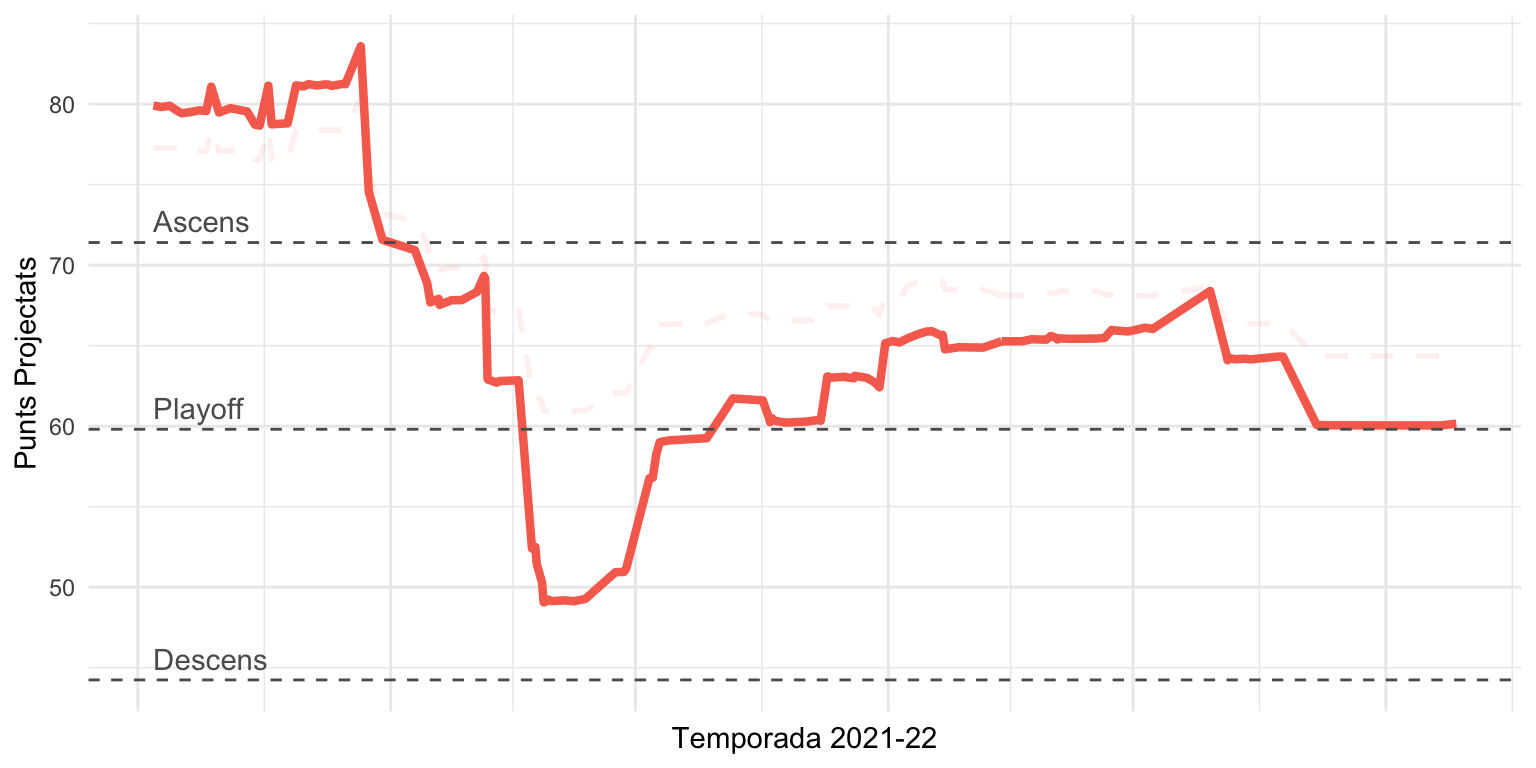 80
70
60
50
Punts Projectats
Ascens
Playoff
Descens
Temporada 2021-22